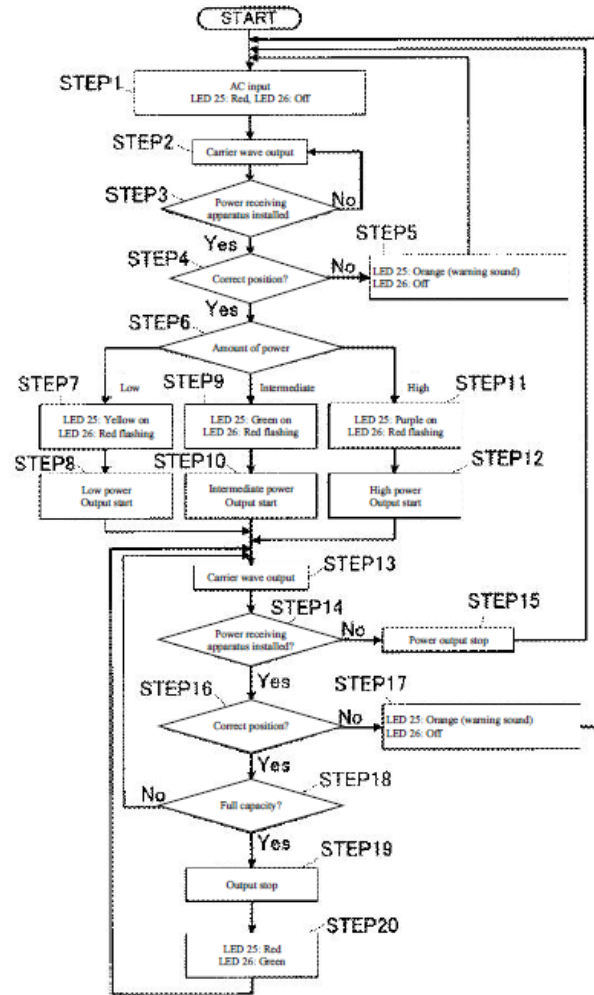 START
STEP1
AC input
LED 25: Red, LED 26: Off
STEP2
Carrier wave output
STEP3
Power receiving
apparatus installed
No
Yes
STEP4
Correct position?
No
STEP5
LED 25: Orange (warning sound)
LED 26: Off
Yes
STEP6
Amount of power
Low
Intermediate
High
STEP7
LED 25: Yellow on
LED 26: Red flashing
STEP9
LED 25: Green on
LED 26: Red flashing
STEP11
LED 25: Purple on
LED 26: Red flashing
STEP8
Low power
Output start
STEP10
Intermediate power
Output start
STEP12
High power
Output start
STEP13
Carrier wave output
STEP14
Power receiving
apparatus installed?
No
STEP15
Power output stop
Yes
STEP16
Correct position?
No
STEP17
LED 25: Orange (warning sound)
LED 26: Off
Yes
STEP18
Full capacity?
No
Yes
STEP19
Output stop
STEP20
LED 25: Red
LED 26: Green